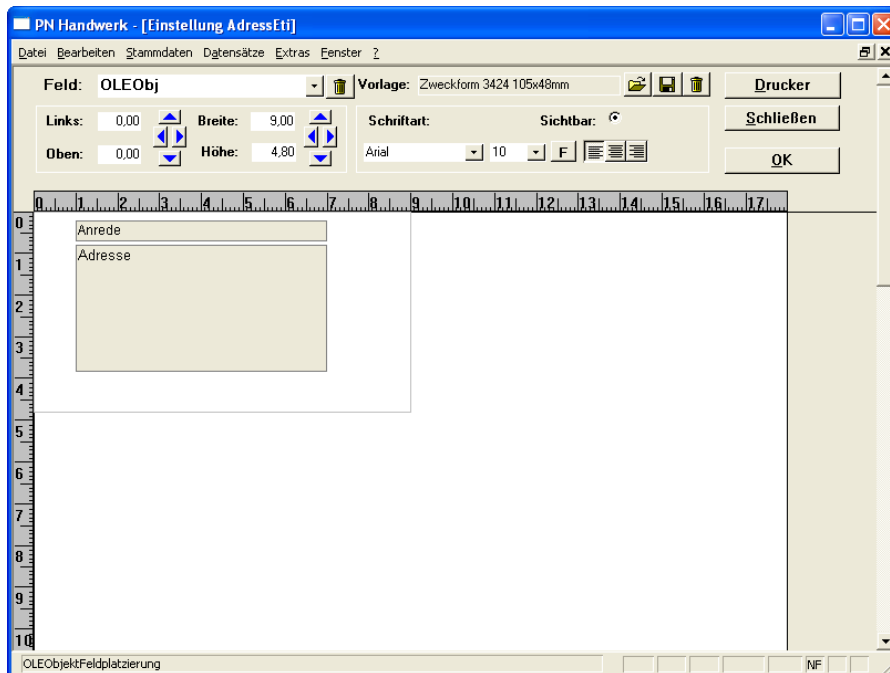 PN Handwerk - [Einstellung AdressEti]
Datei Bearbeiten Stammdaten Datensätze Extras Fenster ?
Feld: OLEObj Vorlage: Zweckform 3424 105x48mm Drucker
Links: 0,00 Breite: 9,00 Schriftart: Sichtbar: Schließen
Oben: 0,00 Höhe: 4,80 Arial 10 F OK
0 1 2 3 4 5 6 7 8 9 10 11 12 13 14 15 16 17
0
Anrede
Adresse
1
2
3
4
5
6
7
8
9
10
OLEObjektFeldplatzierung NF